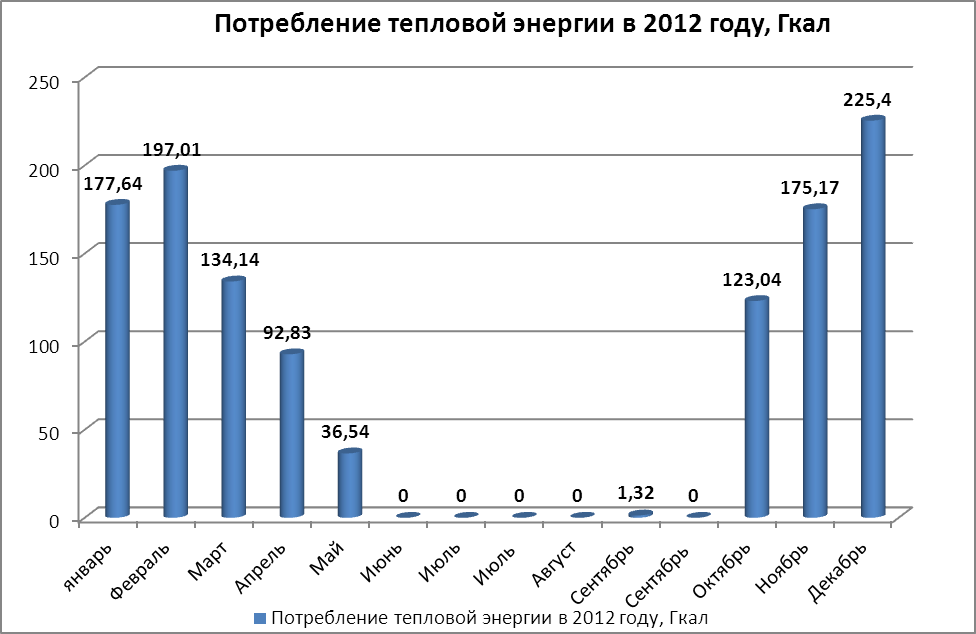 Потребление тепловой энергии в 2012 году, Гкал
250
200
150
100
50
0
177,64
197,01
134,14
92,83
36,54
0
0
0
0
1,32
0
123,04
175,17
225,4
январь
Февраль
Март
Апрель
Май
Июнь
Июль
Июль
Август
Сентябрь
Сентябрь
Октябрь
Ноябрь
Декабрь
Потребление тепловой энергии в 2012 году, Гкал